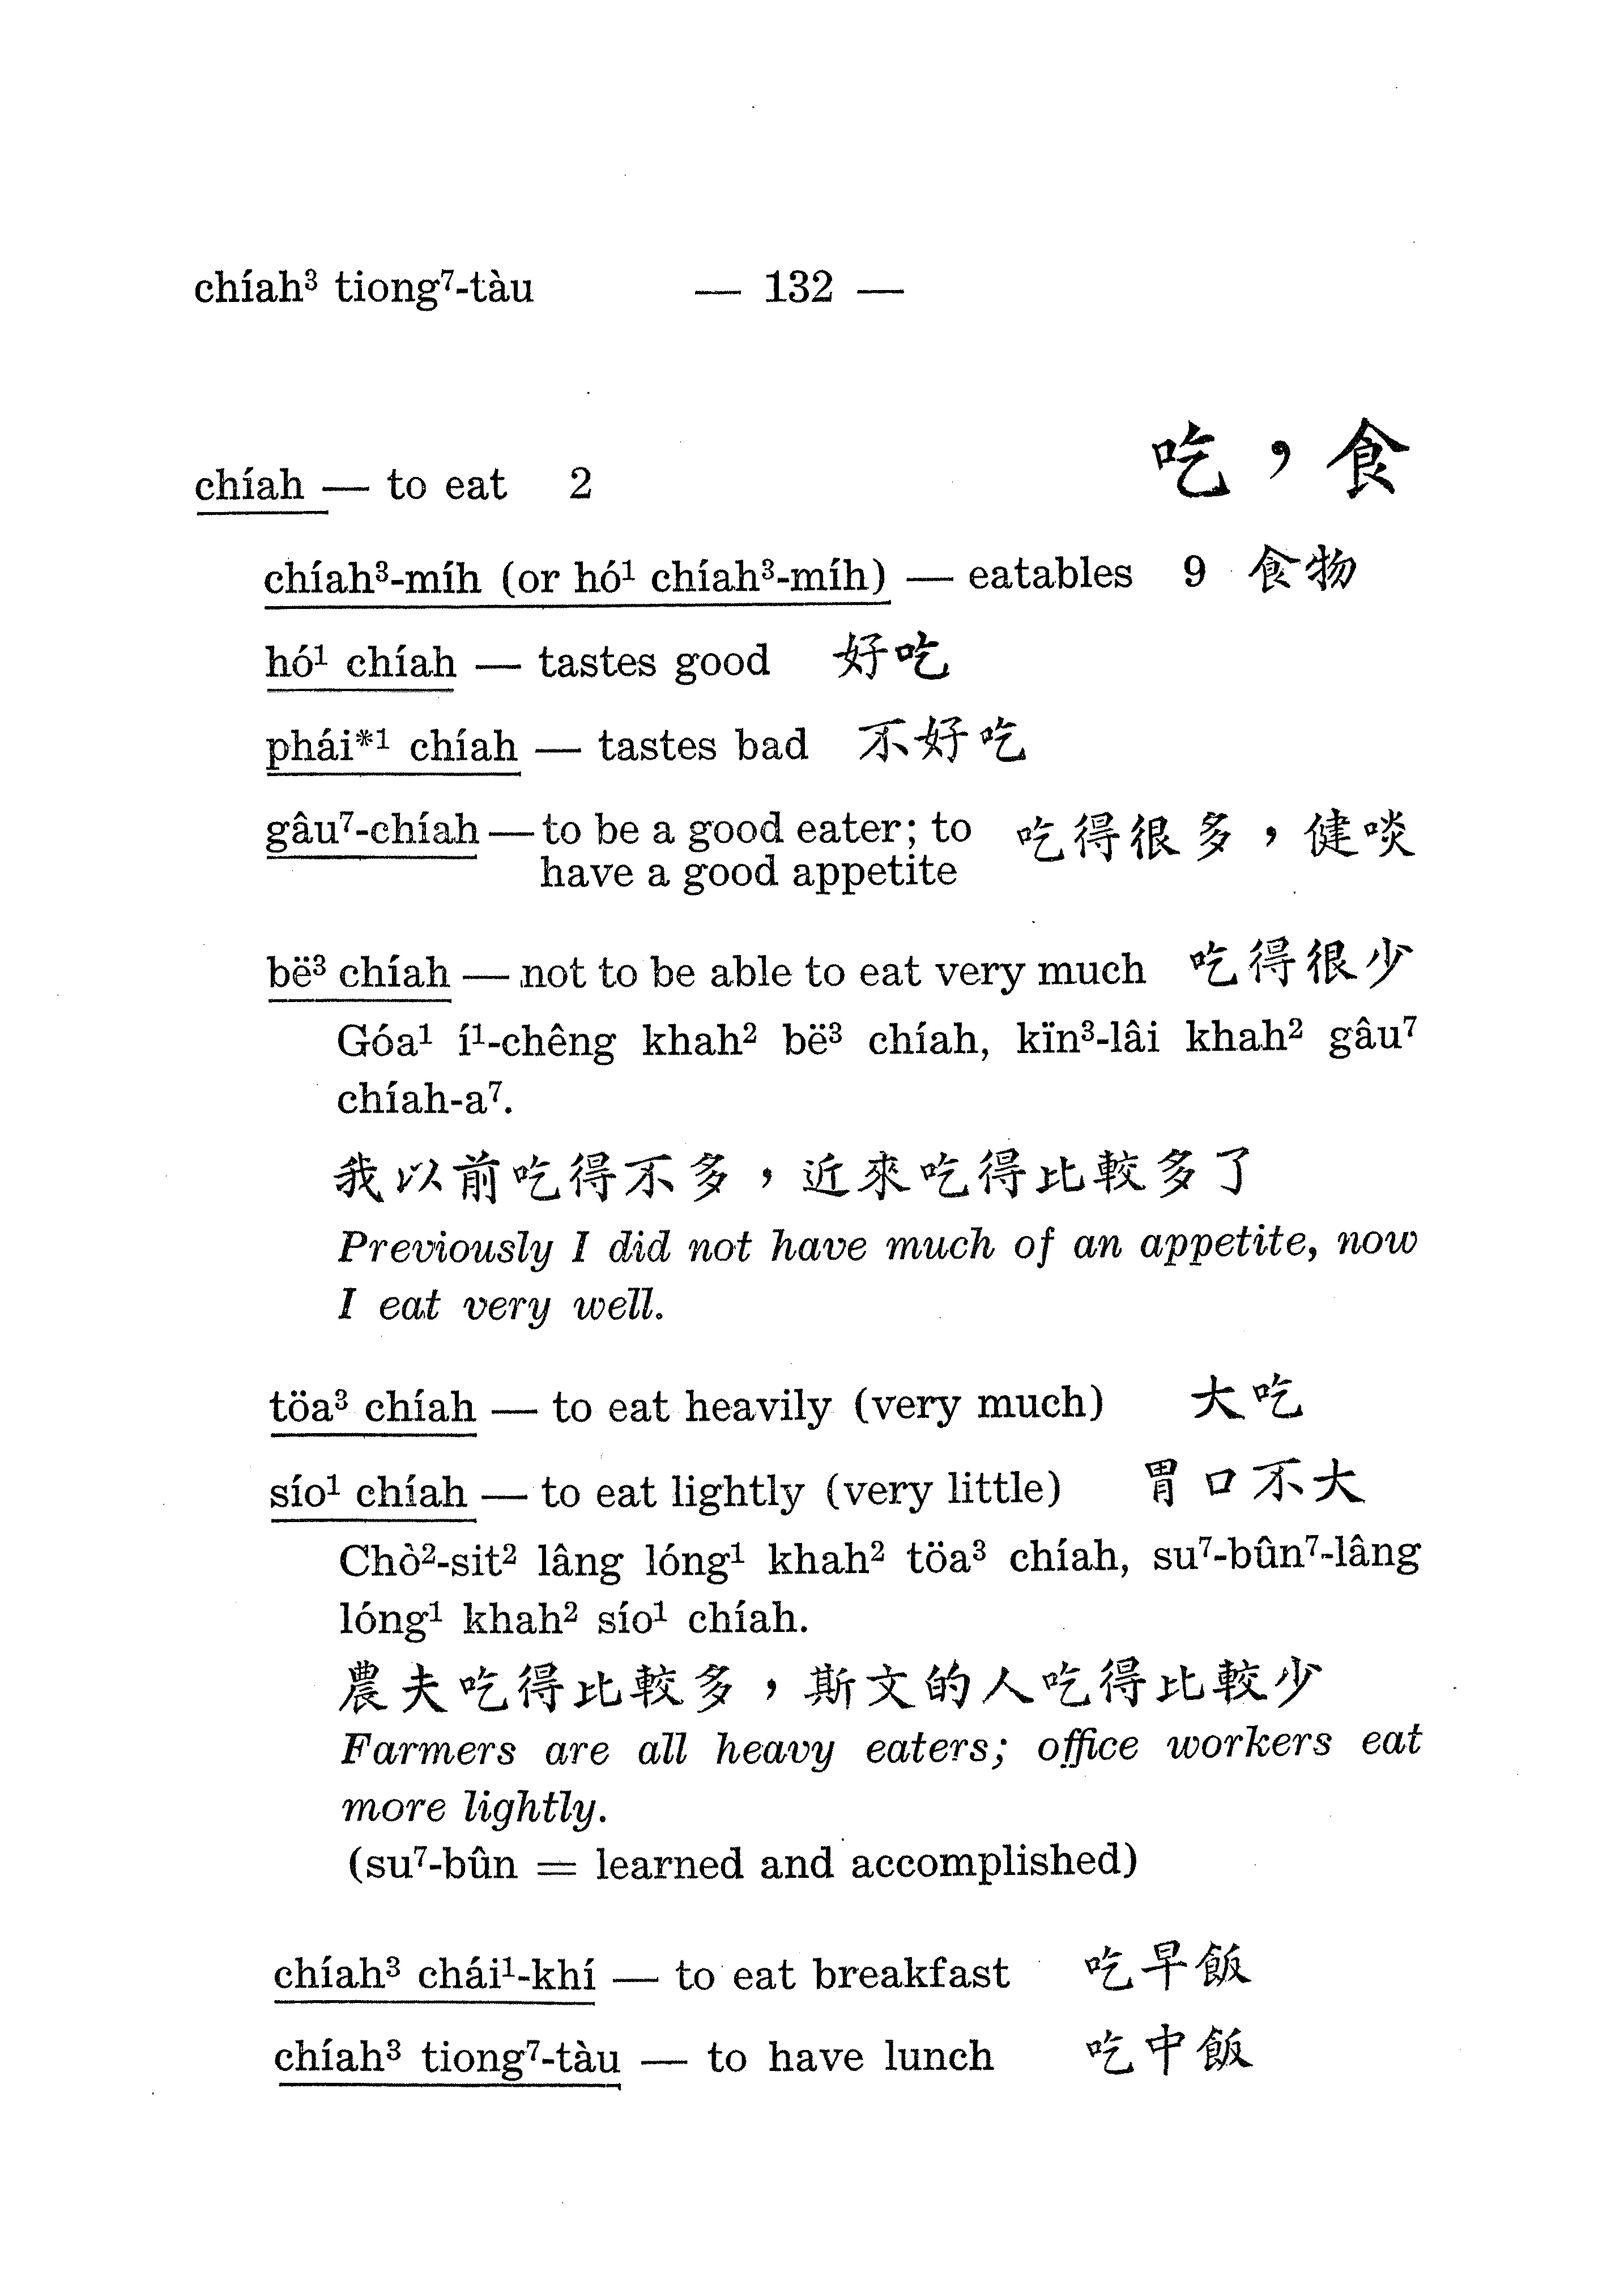 chíah³ tiong⁷-tàu — 132 —
chíah — to eat 2 吃，食
chíah³-míh (or hó¹ chíah³-míh) — eatables 9 食物
hó¹ chíah — tastes good 好吃
phái*¹ chíah — tastes bad 不好吃
gâu⁷-chíah — to be a good eater; to 吃得很多，健啖
have a good appetite
bë³ chíah — not to be able to eat very much 吃得很少
Góa¹ í¹-chêng khah² bë³ chíah, kïn³-lâi khah² gâu⁷
chíah-a⁷.
我以前吃得不多，近來吃得比較多了
Previously I did not have much of an appetite, now
I eat very well.
töa³ chíah — to eat heavily (very much) 大吃
sío¹ chíah — to eat lightly (very little) 胃口不大
Chò²-sit² lâng lóng¹ khah² töa³ chíah, su⁷-bûn⁷-lâng
lóng¹ khah² sío¹ chíah.
農夫吃得比較多，斯文的人吃得比較少
Farmers are all heavy eaters; office workers eat
more lightly.
(su⁷-bûn = learned and accomplished)
chíah³ chái¹-khí — to eat breakfast 吃早飯
chíah³ tiong⁷-tàu — to have lunch 吃中飯